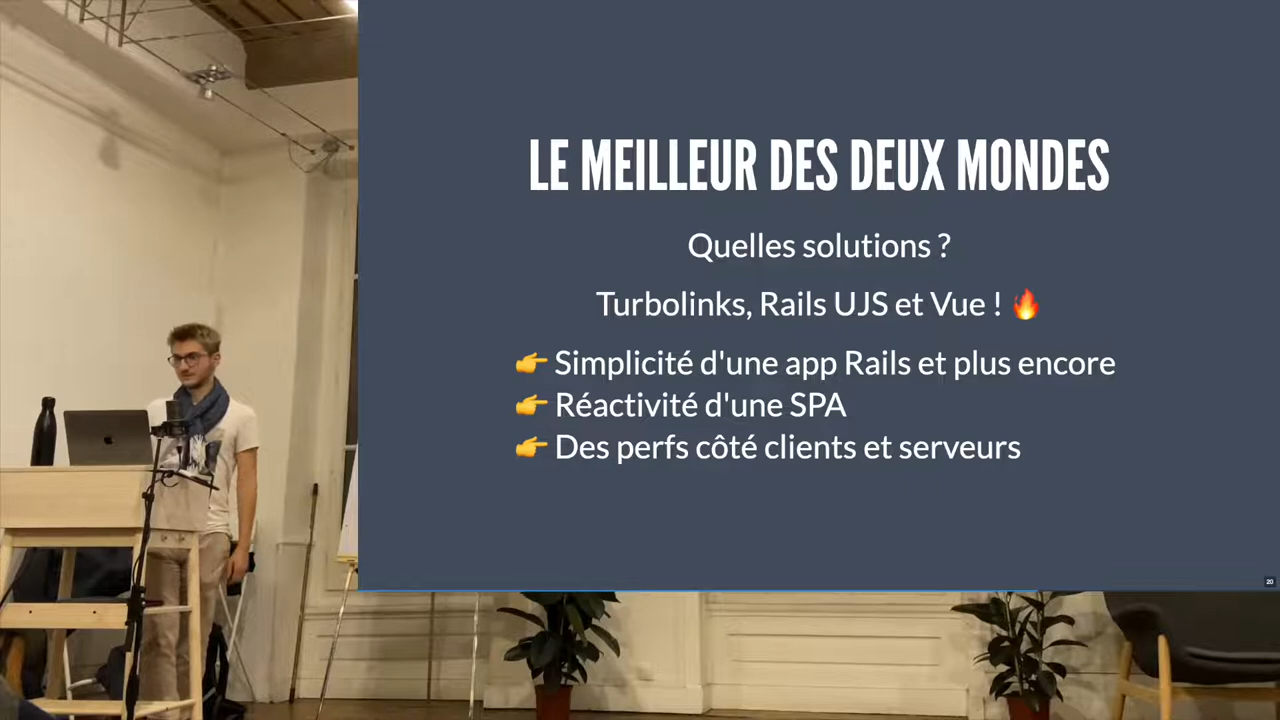 LE MEILLEUR DES DEUX MONDES
Quelles solutions ?
Turbolinks, Rails UJS et Vue ! 🔥
👉 Simplicité d'une app Rails et plus encore
👉 Réactivité d'une SPA
👉 Des perfs côté clients et serveurs
20